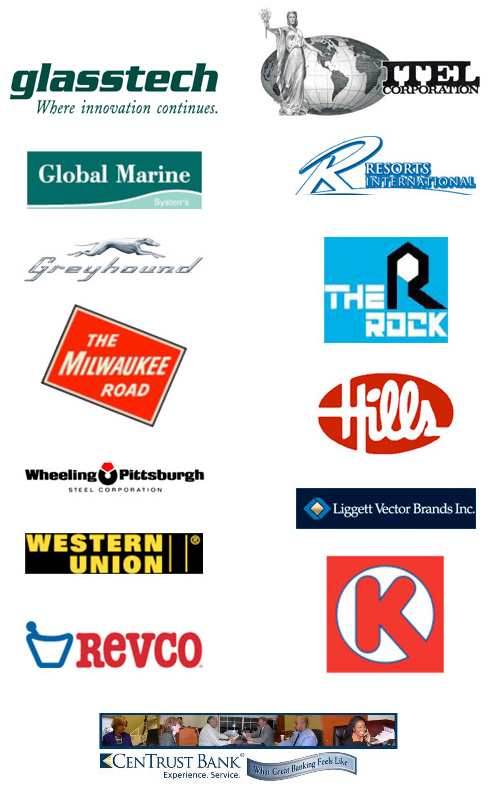 glasstech
Where innovation continues.
ITEL
CORPORATION
Global Marine
Systems
RESORTS
INTERNATIONAL
Greyhound
THE R
ROCK
THE
MILWAUKEE
ROAD
Hills
Wheeling Pittsburgh
STEEL CORPORATION
Liggett Vector Brands Inc.
WESTERN
UNION ®
K
REVCO
CENTRUST BANK
Experience. Service.
What Great Banking Feels Like